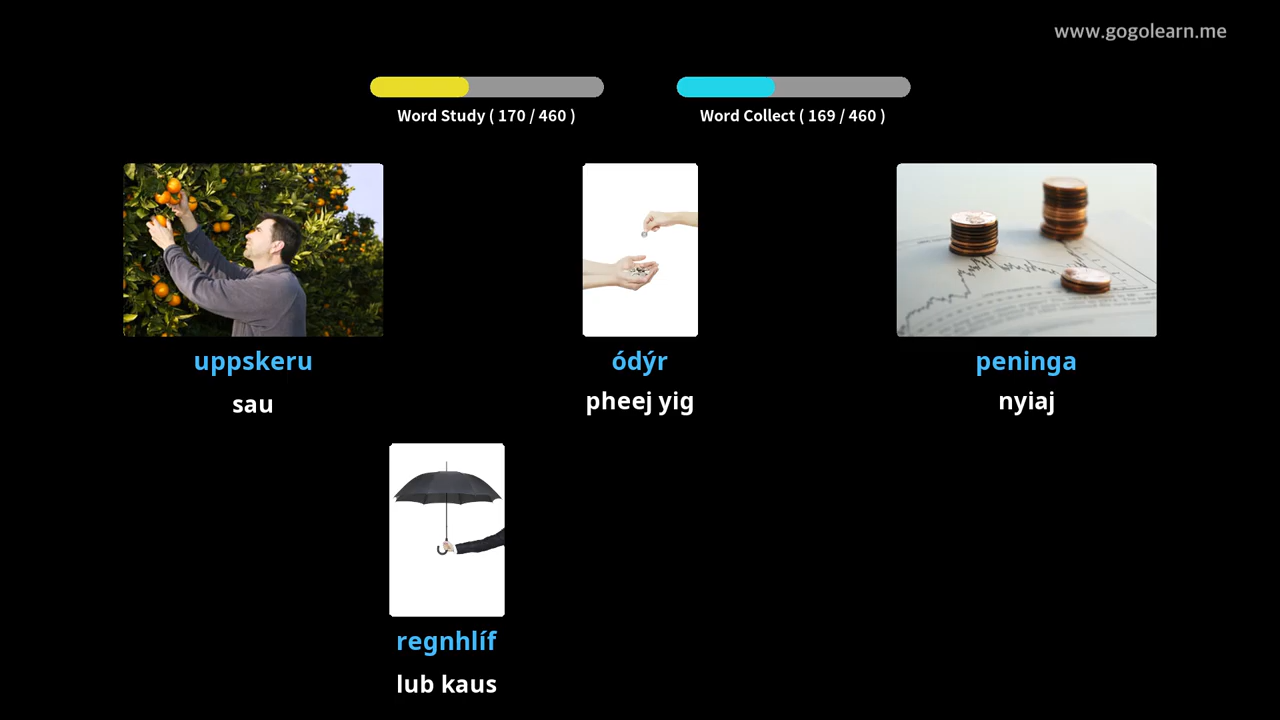 www.gogolearn.me
Word Study ( 170 / 460 )
Word Collect ( 169 / 460 )
uppskeru
sau
ódýr
pheej yig
peninga
nyiaj
regnhlíf
lub kaus